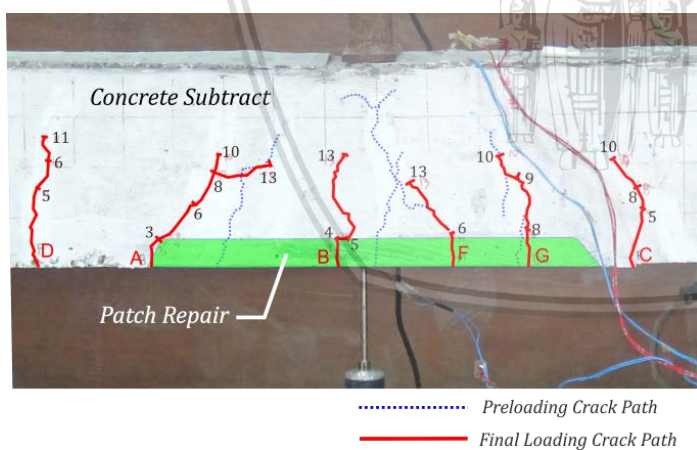 Concrete Subtract
11
6
5
D
10
8
13
6
3
A
13
4
5
B
13
6
F
10
9
8
G
10
8
5
C
Patch Repair
Preloading Crack Path
Final Loading Crack Path